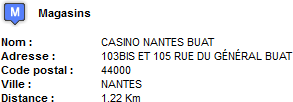 M Magasins
Nom : CASINO NANTES BUAT
Adresse : 103BIS ET 105 RUE DU GÉNÉRAL BUAT
Code postal : 44000
Ville : NANTES
Distance : 1.22 Km